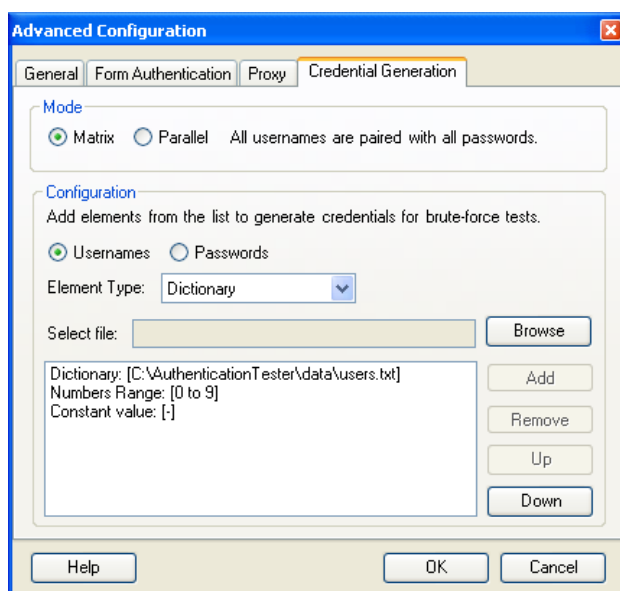 Advanced Configuration
General Form Authentication Proxy Credential Generation
Mode
Matrix Parallel All usernames are paired with all passwords.
Configuration
Add elements from the list to generate credentials for brute-force tests.
Usernames Passwords
Element Type: Dictionary
Select file: Browse
Dictionary: [C:\AuthenticationTester\data\users.txt]
Numbers Range: [0 to 9]
Constant value: [-]
Add
Remove
Up
Down
Help OK Cancel